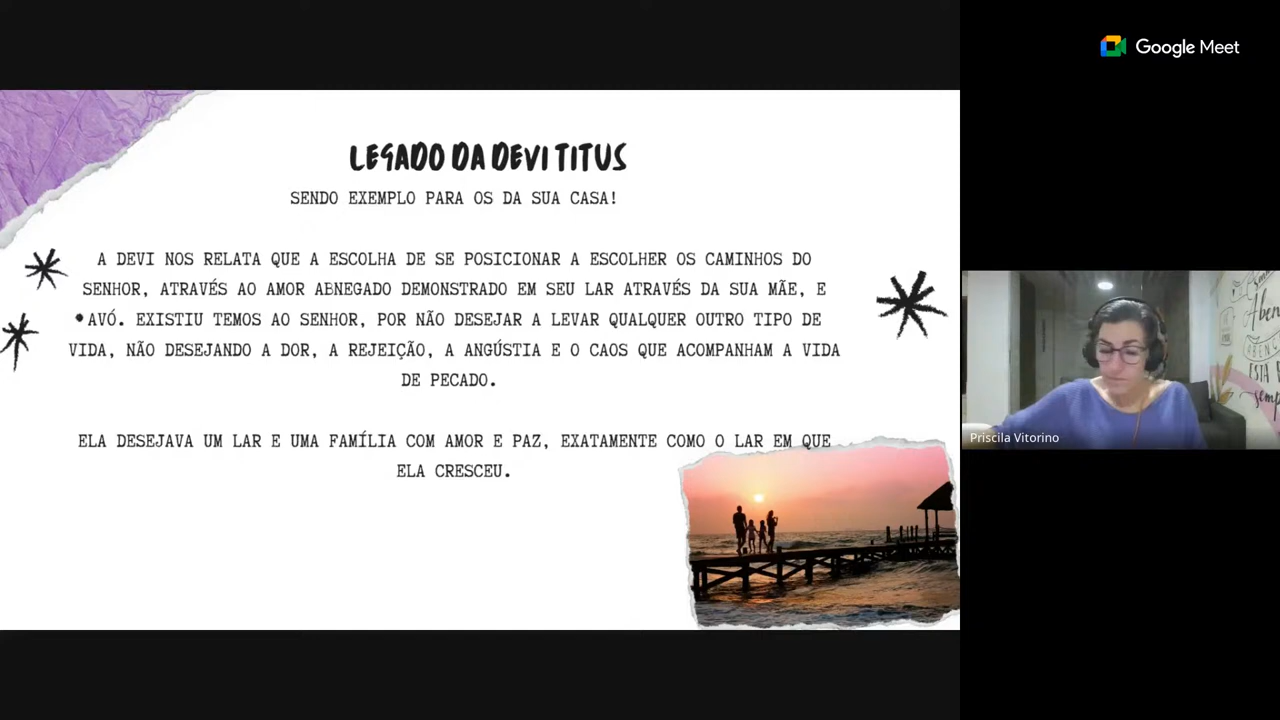 Google Meet
LEGADO DA DEVI TITUS
SENDO EXEMPLO PARA OS DA SUA CASA!
A DEVI NOS RELATA QUE A ESCOLHA DE SE POSICIONAR A ESCOLHER OS CAMINHOS DO
SENHOR, ATRAVÉS AO AMOR ABNEGADO DEMONSTRADO EM SEU LAR ATRAVÉS DA SUA MÃE, E
AVÓ. EXISTIU TEMOS AO SENHOR, POR NÃO DESEJAR A LEVAR QUALQUER OUTRO TIPO DE
VIDA, NÃO DESEJANDO A DOR, A REJEIÇÃO, A ANGÚSTIA E O CAOS QUE ACOMPANHAM A VIDA
DE PECADO.
ELA DESEJAVA UM LAR E UMA FAMÍLIA COM AMOR E PAZ, EXATAMENTE COMO O LAR EM QUE
ELA CRESCEU.
Priscila Vitorino
ESTÁ